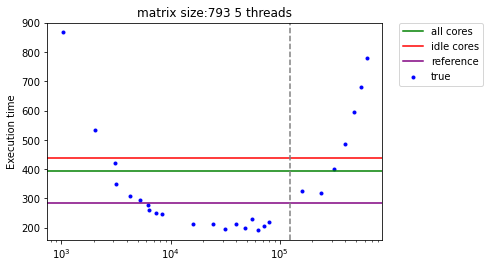 matrix size:793 5 threads
Execution time
900
800
700
600
500
400
300
200
10³
10⁴
10⁵
all cores
idle cores
reference
true